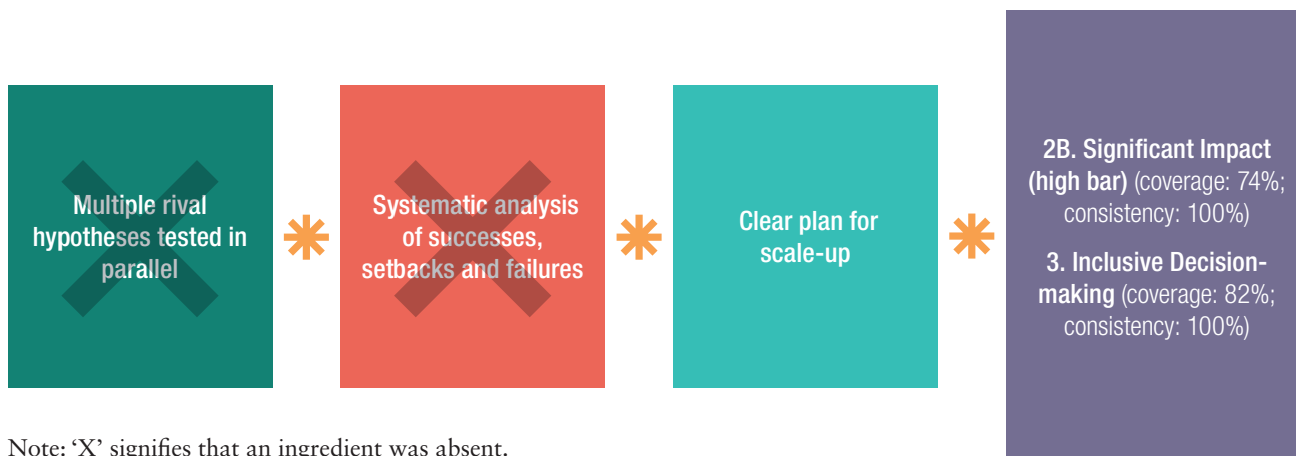 Multiple rival
hypotheses tested in
parallel
Systematic analysis
of successes,
setbacks and failures
Clear plan for
scale-up
2B. Significant Impact
(high bar) (coverage: 74%;
consistency: 100%)
3. Inclusive Decision-
making (coverage: 82%;
consistency: 100%)
Note: ‘X’ signifies that an ingredient was absent.